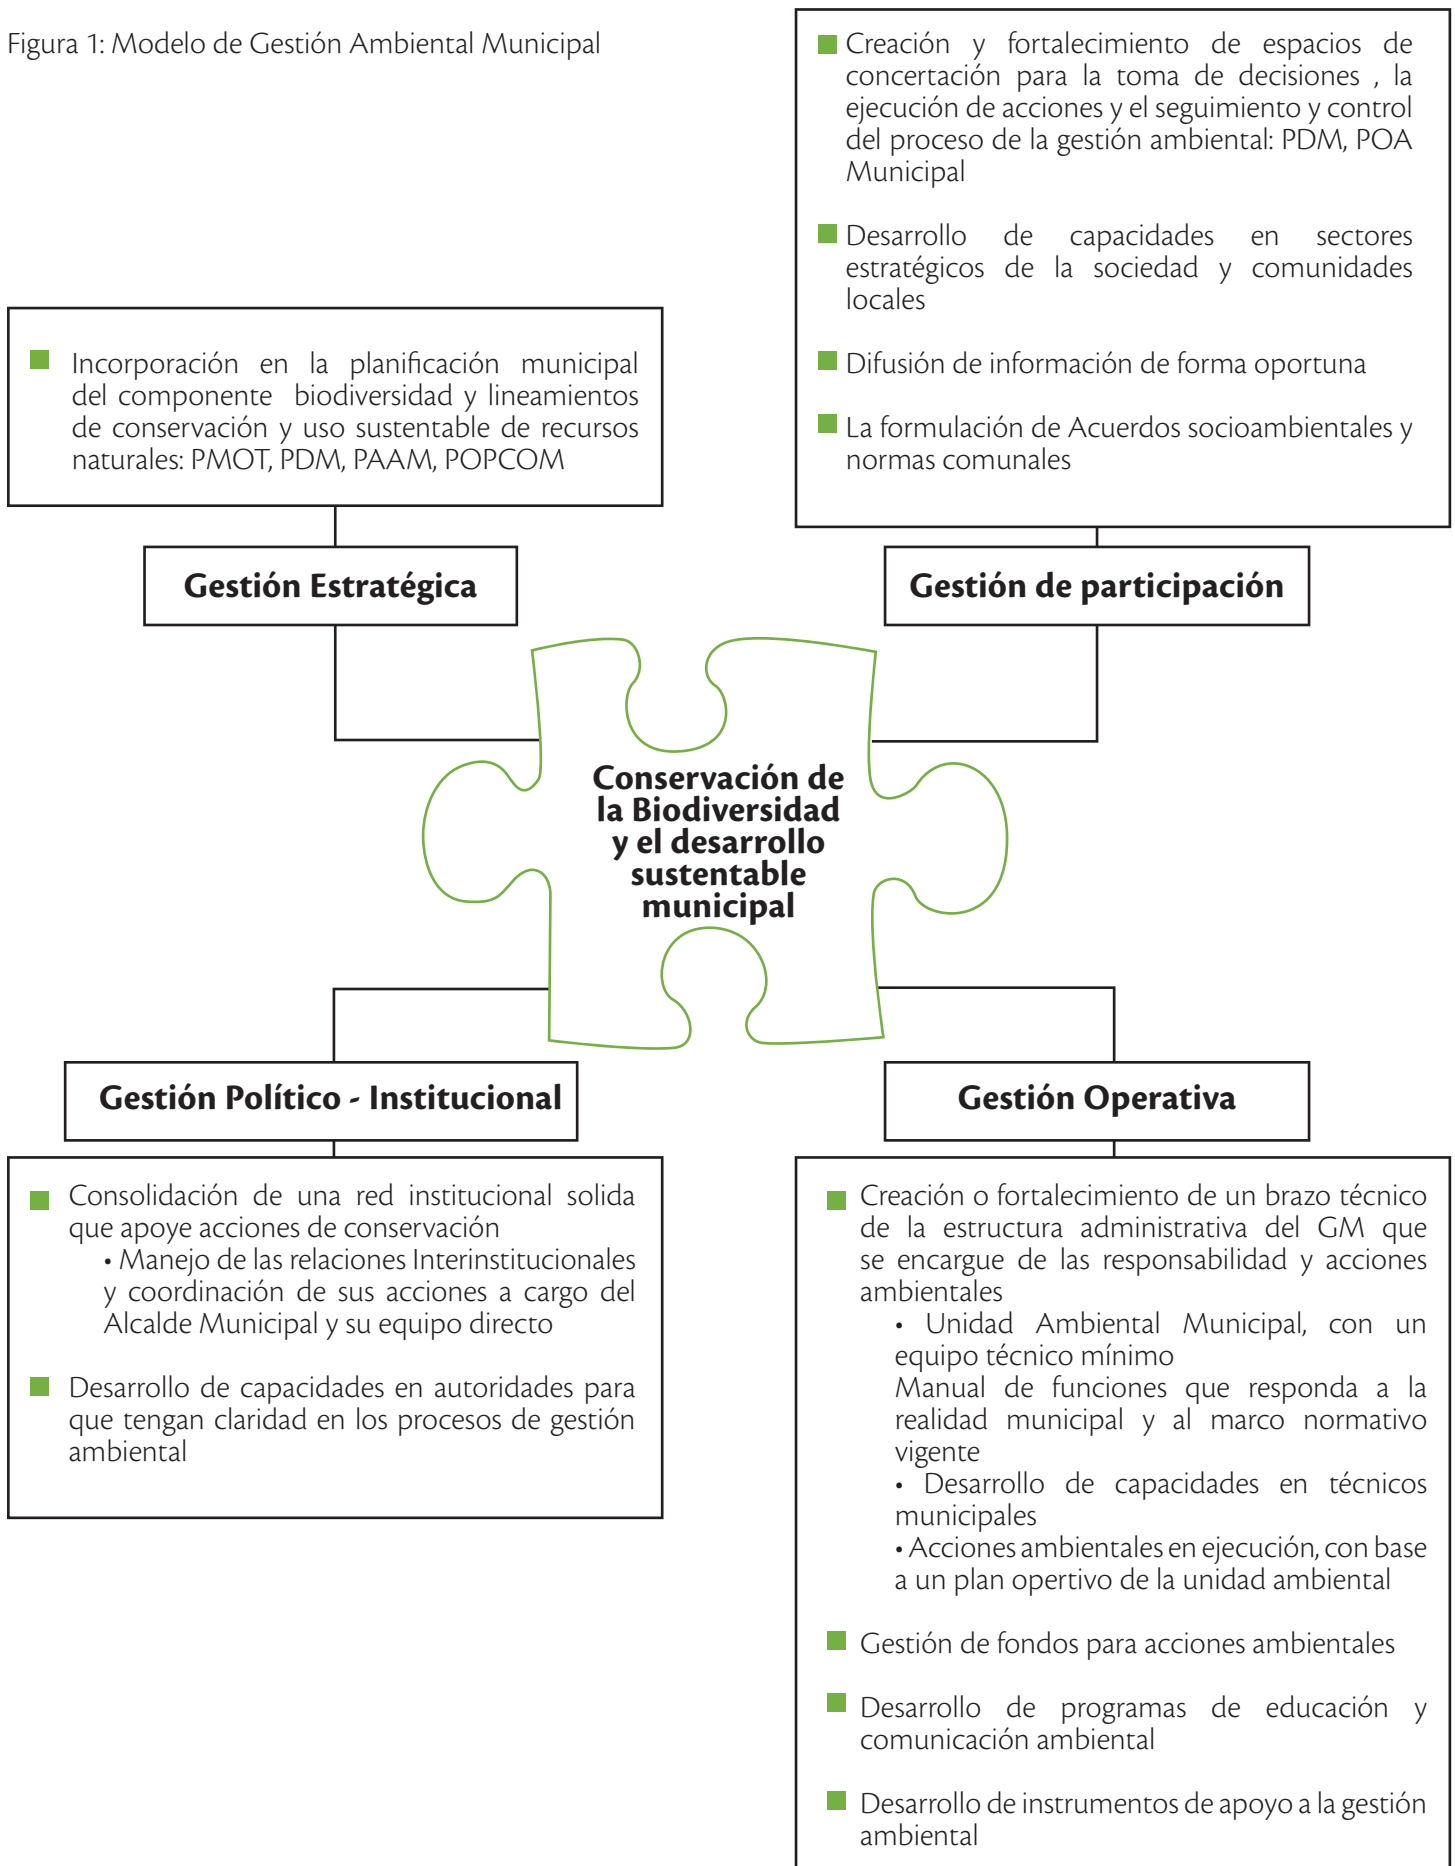 Figura 1: Modelo de Gestión Ambiental Municipal
Creación y fortalecimiento de espacios de
concertación para la toma de decisiones , la
ejecución de acciones y el seguimiento y control
del proceso de la gestión ambiental: PDM, POA
Municipal
Desarrollo de capacidades en sectores
estratégicos de la sociedad y comunidades
locales
Difusión de información de forma oportuna
La formulación de Acuerdos socioambientales y
normas comunales
Incorporación en la planificación municipal
del componente biodiversidad y lineamientos
de conservación y uso sustentable de recursos
naturales: PMOT, PDM, PAAM, POPCOM
Gestión Estratégica
Gestión de participación
Conservación de
la Biodiversidad
y el desarrollo
sustentable
municipal
Gestión Político - Institucional
Gestión Operativa
Consolidación de una red institucional solida
que apoye acciones de conservación
• Manejo de las relaciones Interinstitucionales
y coordinación de sus acciones a cargo del
Alcalde Municipal y su equipo directo
Desarrollo de capacidades en autoridades para
que tengan claridad en los procesos de gestión
ambiental
Creación o fortalecimiento de un brazo técnico
de la estructura administrativa del GM que
se encargue de las responsabilidad y acciones
ambientales
• Unidad Ambiental Municipal, con un
equipo técnico mínimo
Manual de funciones que responda a la
realidad municipal y al marco normativo
vigente
• Desarrollo de capacidades en técnicos
municipales
• Acciones ambientales en ejecución, con base
a un plan opertivo de la unidad ambiental
Gestión de fondos para acciones ambientales
Desarrollo de programas de educación y
comunicación ambiental
Desarrollo de instrumentos de apoyo a la gestión
ambiental